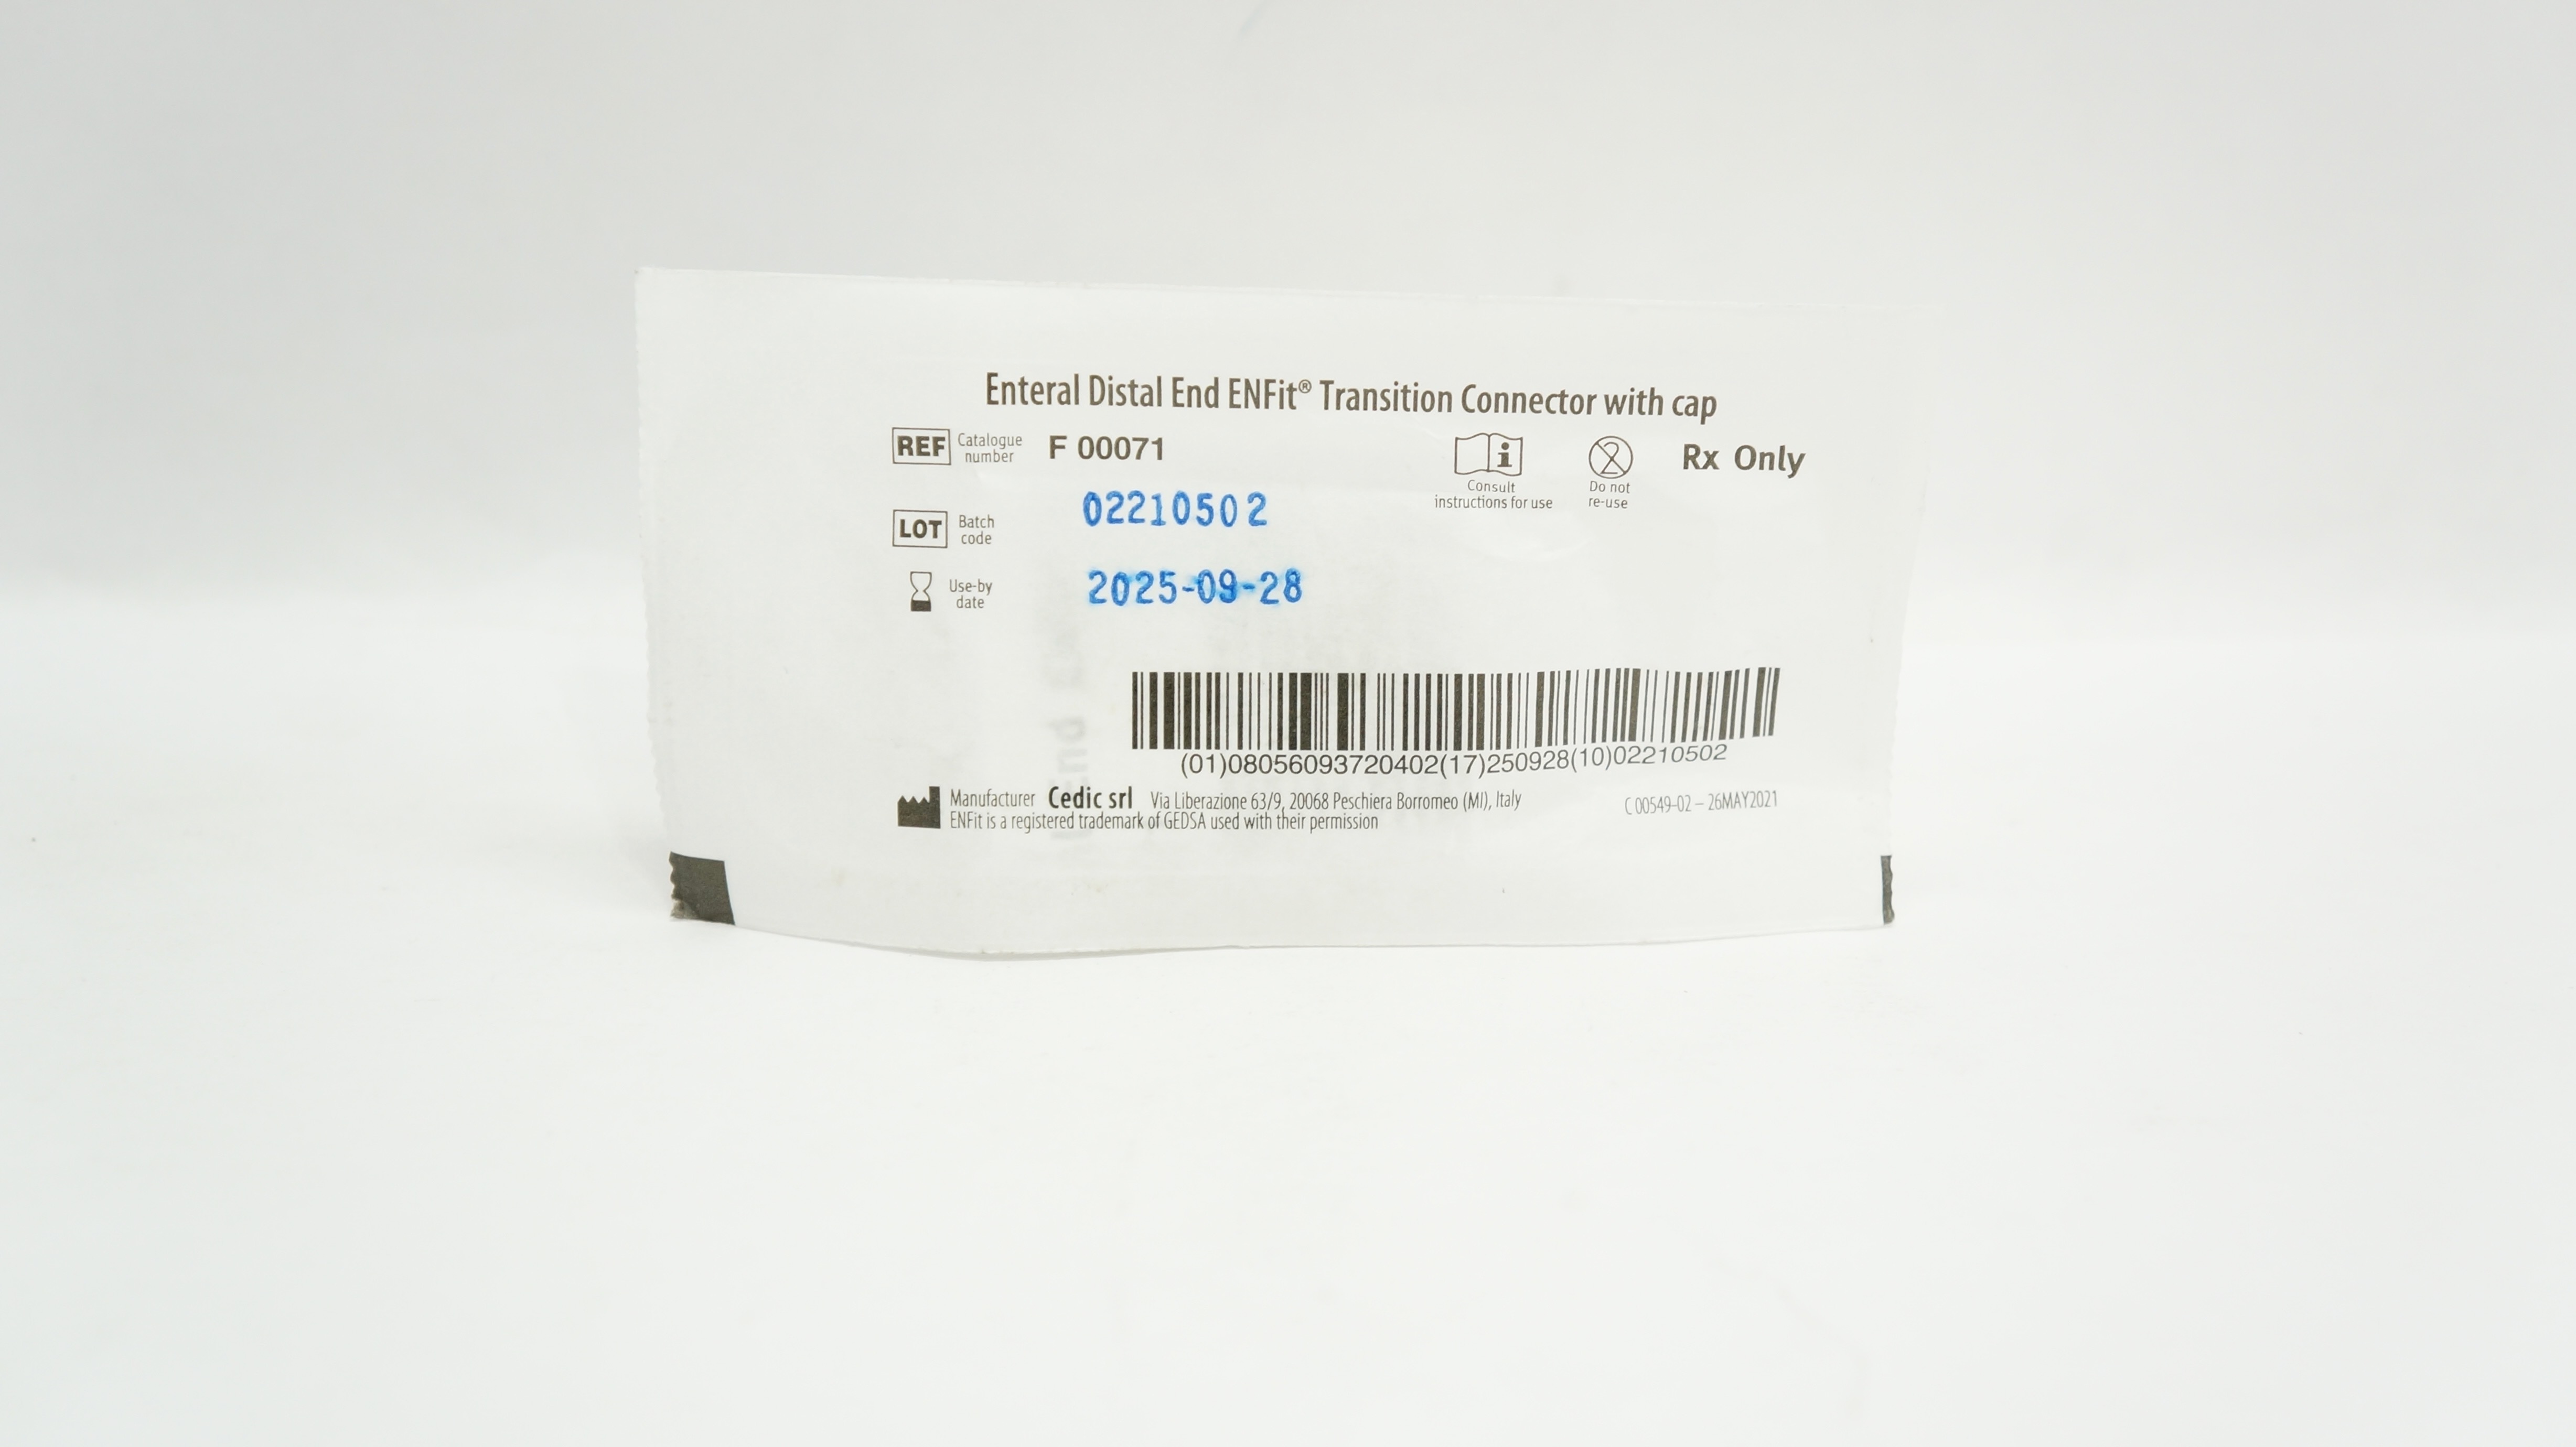 Enteral Distal End ENFit® Transition Connector with cap
REF Catalogue number F 00071
Consult instructions for use
Do not re-use
Rx Only
02210502
LOT Batch code
Use-by date 2025-09-28
(01)08056093720402(17)250928(10)02210502
Manufacturer Cedic srl Via Liberazione 63/9, 20068 Peschiera Borromeo (MI), Italy
ENFit is a registered trademark of GEDSA used with their permission
C 00549-02 – 26MAY2021